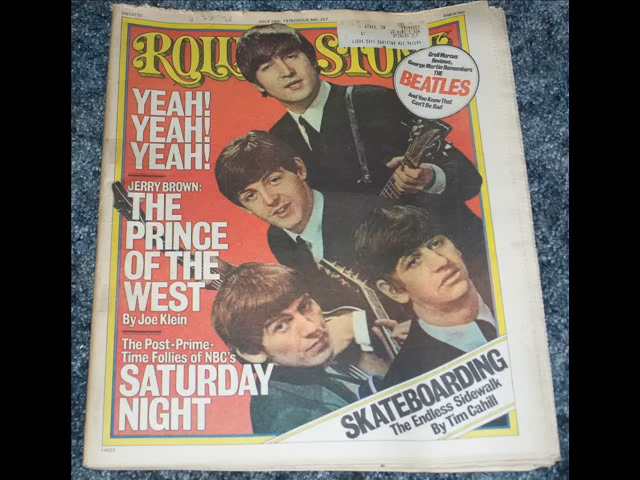 ROLLING STONE
Greil Marcus
Reviews,
George Martin Remembers
THE
BEATLES
And You Know That
Can't Be Bad
YEAH!
YEAH!
YEAH!
JERRY BROWN:
THE
PRINCE
OF THE
WEST
By Joe Klein
The Post-Prime-
Time Follies of NBC's
SATURDAY
NIGHT
SKATEBOARDING
The Endless Sidewalk
By Tim Cahill